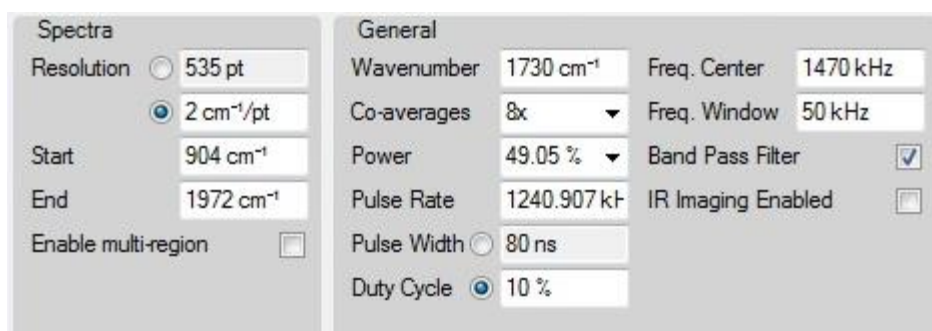 Spectra
Resolution 535 pt
2 cm⁻¹/pt
Start 904 cm⁻¹
End 1972 cm⁻¹
Enable multi-region
General
Wavenumber 1730 cm⁻¹ Freq. Center 1470 kHz
Co-averages 8x Freq. Window 50 kHz
Power 49.05 % Band Pass Filter
Pulse Rate 1240.907 kH IR Imaging Enabled
Pulse Width 80 ns
Duty Cycle 10 %